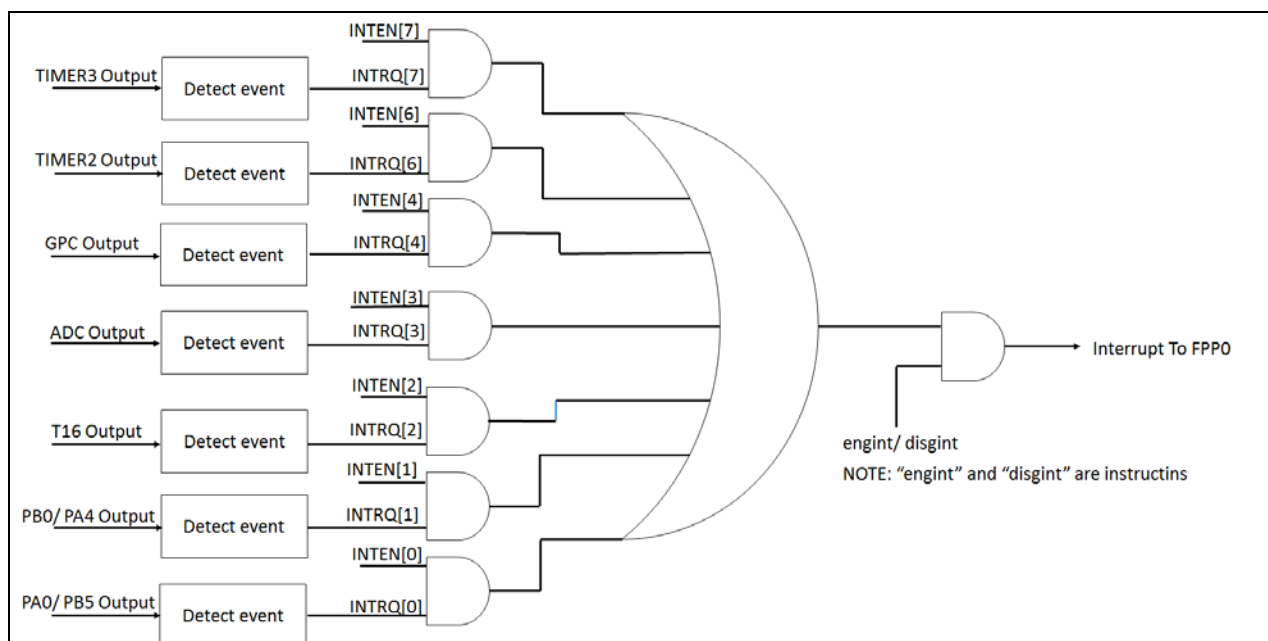 INTEN[7]
TIMER3 Output
Detect event
INTRQ[7]
INTEN[6]
TIMER2 Output
Detect event
INTRQ[6]
INTEN[4]
GPC Output
Detect event
INTRQ[4]
INTEN[3]
ADC Output
Detect event
INTRQ[3]
Interrupt To FPP0
INTEN[2]
T16 Output
Detect event
INTRQ[2]
engint/ disgint
NOTE: “engint” and “disgint” are instructins
INTEN[1]
PB0/ PA4 Output
Detect event
INTRQ[1]
INTEN[0]
PA0/ PB5 Output
Detect event
INTRQ[0]